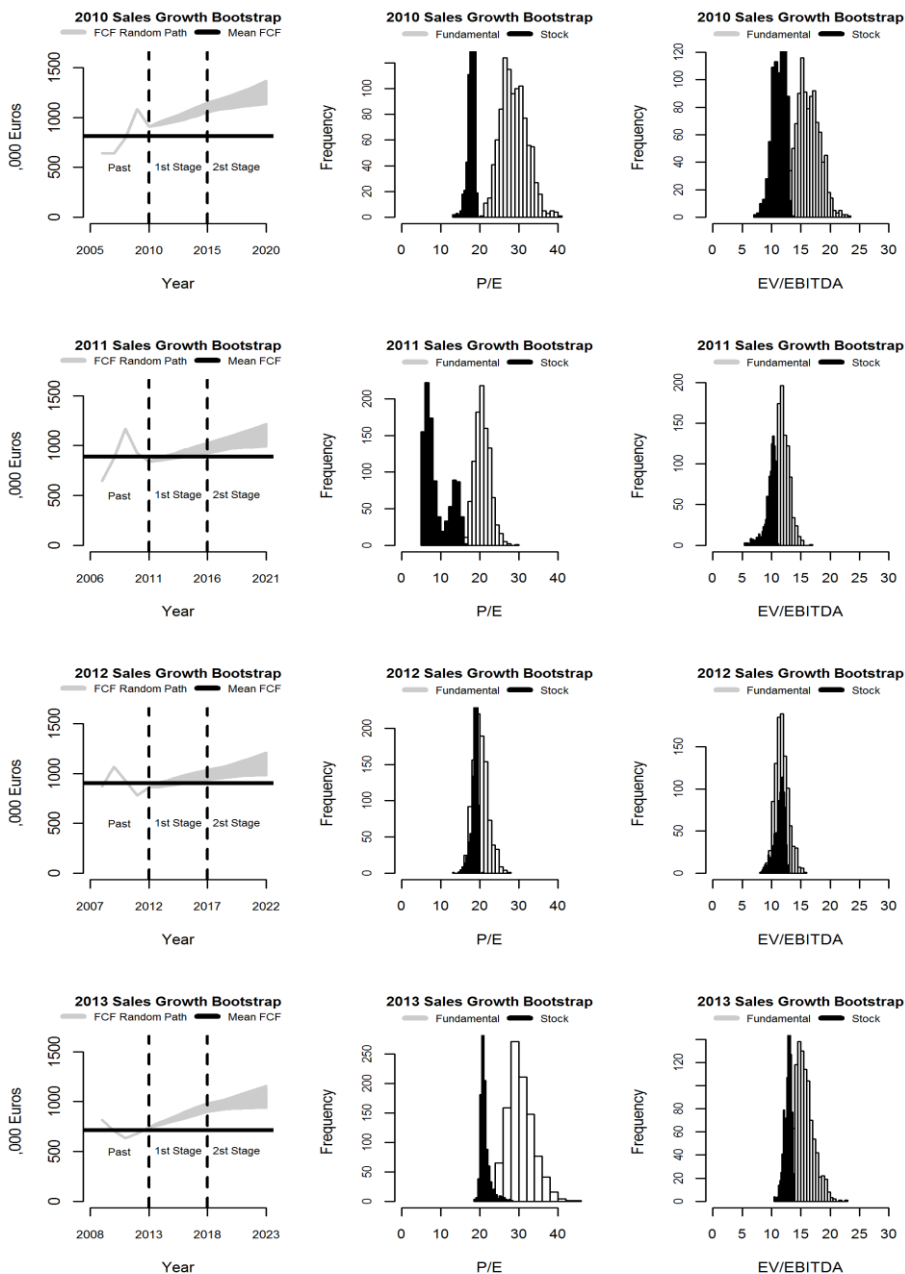 2010 Sales Growth Bootstrap
FCF Random Path Mean FCF
,000 Euros
1500
1000
500
0
Past 1st Stage 2nd Stage
2005 2010 2015 2020
Year
2010 Sales Growth Bootstrap
Fundamental Stock
Frequency
120
100
80
60
40
20
0
0 10 20 30 40
P/E
2010 Sales Growth Bootstrap
Fundamental Stock
Frequency
120
100
80
60
40
20
0
0 5 10 15 20 25 30
EV/EBITDA
2011 Sales Growth Bootstrap
FCF Random Path Mean FCF
,000 Euros
1500
1000
500
0
Past 1st Stage 2nd Stage
2006 2011 2016 2021
Year
2011 Sales Growth Bootstrap
Fundamental Stock
Frequency
200
150
100
50
0
0 10 20 30 40
P/E
2011 Sales Growth Bootstrap
Fundamental Stock
Frequency
200
150
100
50
0
0 5 10 15 20 25 30
EV/EBITDA
2012 Sales Growth Bootstrap
FCF Random Path Mean FCF
,000 Euros
1500
1000
500
0
Past 1st Stage 2nd Stage
2007 2012 2017 2022
Year
2012 Sales Growth Bootstrap
Fundamental Stock
Frequency
200
150
100
50
0
0 10 20 30 40
P/E
2012 Sales Growth Bootstrap
Fundamental Stock
Frequency
150
100
50
0
0 5 10 15 20 25 30
EV/EBITDA
2013 Sales Growth Bootstrap
FCF Random Path Mean FCF
,000 Euros
1500
1000
500
0
Past 1st Stage 2nd Stage
2008 2013 2018 2023
Year
2013 Sales Growth Bootstrap
Fundamental Stock
Frequency
250
200
150
100
50
0
0 10 20 30 40
P/E
2013 Sales Growth Bootstrap
Fundamental Stock
Frequency
120
100
80
60
40
20
0
0 5 10 15 20 25 30
EV/EBITDA